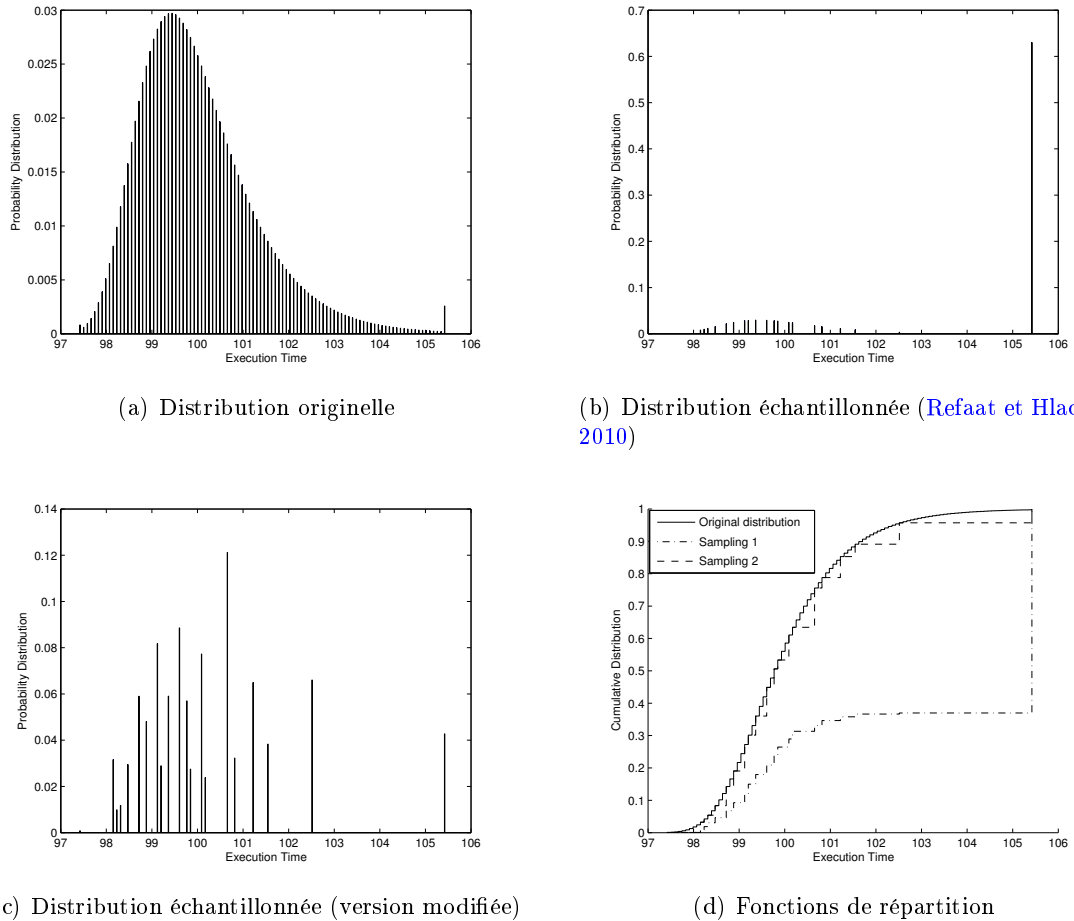 0.03
0.025
0.02
0.015
0.01
0.005
0
Probability Distribution
97 98 99 100 101 102 103 104 105 106
Execution Time
(a) Distribution originelle
0.7
0.6
0.5
0.4
0.3
0.2
0.1
0
Probability Distribution
97 98 99 100 101 102 103 104 105 106
Execution Time
(b) Distribution échantillonnée (Refaat et Hlad
2010)
0.14
0.12
0.1
0.08
0.06
0.04
0.02
0
Probability Distribution
97 98 99 100 101 102 103 104 105 106
Execution Time
c) Distribution échantillonnée (version modifiée)
1
0.9
0.8
0.7
0.6
0.5
0.4
0.3
0.2
0.1
0
Cumulative Distribution
Original distribution
Sampling 1
Sampling 2
97 98 99 100 101 102 103 104 105 106
Execution Time
(d) Fonctions de répartition